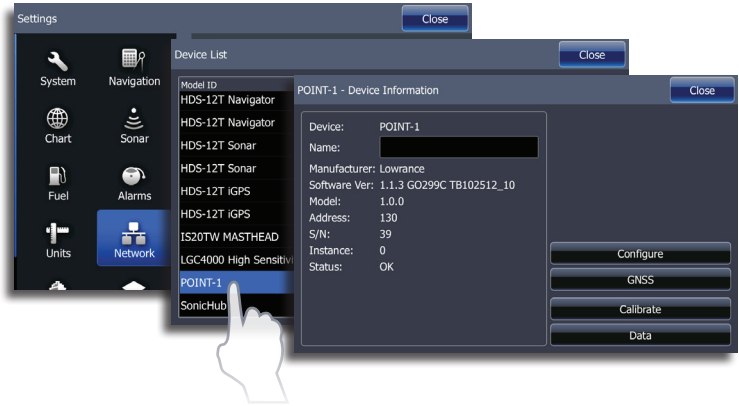 Settings
Close
System
Navigation
Chart
Sonar
Fuel
Alarms
Units
Network
Device List
Close
Model ID
HDS-12T Navigator
HDS-12T Navigator
HDS-12T Sonar
HDS-12T Sonar
HDS-12T iGPS
HDS-12T iGPS
IS20TW MASTHEAD
LGC4000 High Sensitivi
POINT-1
SonicHub
POINT-1 - Device Information
Close
Device: POINT-1
Name:
Manufacturer: Lowrance
Software Ver: 1.1.3 GO299C TB102512_10
Model: 1.0.0
Address: 130
S/N: 39
Instance: 0
Status: OK
Configure
GNSS
Calibrate
Data